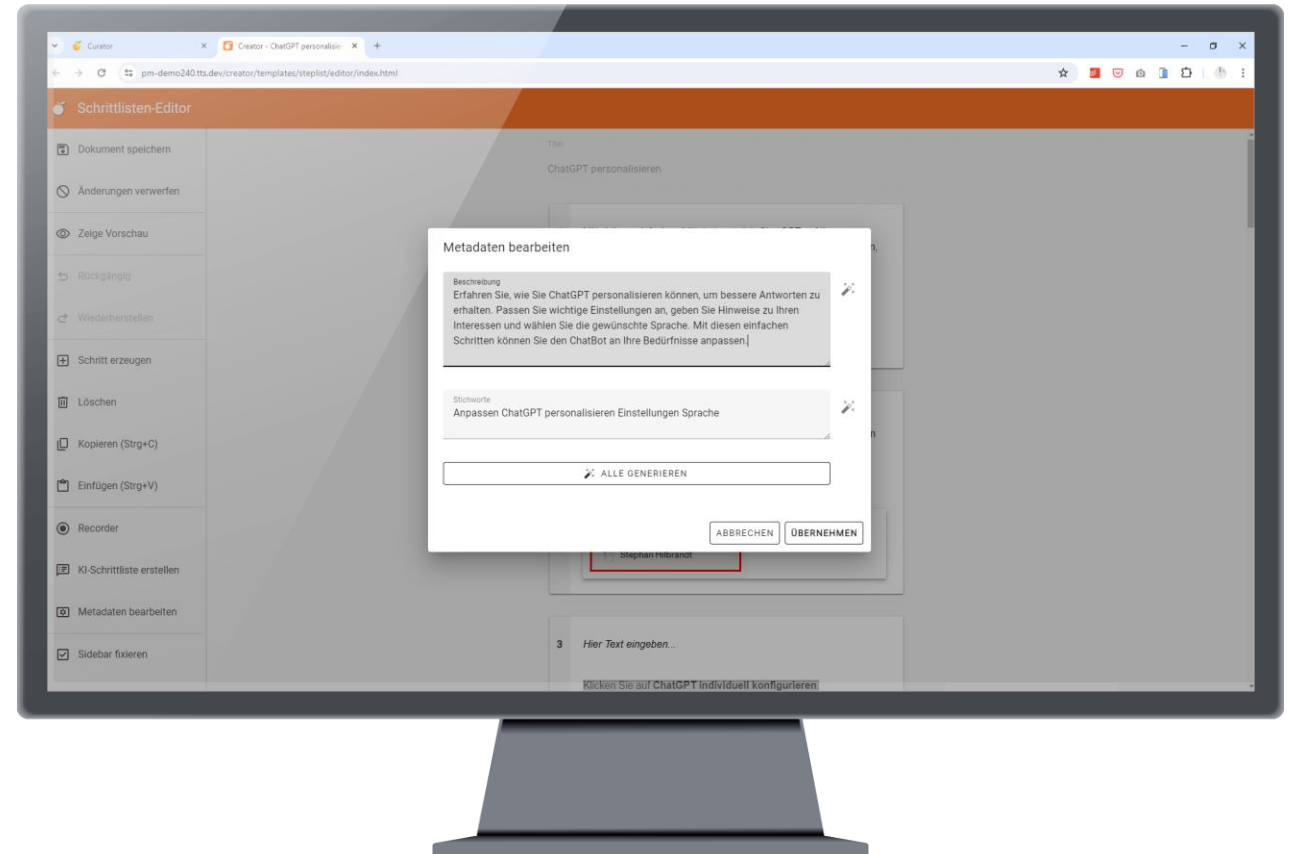 Curator
Creator - ChatGPT personalisie
pm-demo240.tts.dev/creator/templates/steplist/editor/index.html
Schrittlisten-Editor
Dokument speichern
Änderungen verwerfen
Zeige Vorschau
Rückgängig
Wiederherstellen
Schritt erzeugen
Löschen
Kopieren (Strg+C)
Einfügen (Strg+V)
Recorder
KI-Schrittliste erstellen
Metadaten bearbeiten
Sidebar fixieren
Titel
ChatGPT personalisieren
Metadaten bearbeiten
Beschreibung
Erfahren Sie, wie Sie ChatGPT personalisieren können, um bessere Antworten zu
erhalten. Passen Sie wichtige Einstellungen an, geben Sie Hinweise zu Ihren
Interessen und wählen Sie die gewünschte Sprache. Mit diesen einfachen
Schritten können Sie den ChatBot an Ihre Bedürfnisse anpassen.
Stichworte
Anpassen ChatGPT personalisieren Einstellungen Sprache
ALLE GENERIEREN
ABBRECHEN ÜBERNEHMEN
Stephan Hilbrandt
3 Hier Text eingeben...
Klicken Sie auf ChatGPT individuell konfigurieren